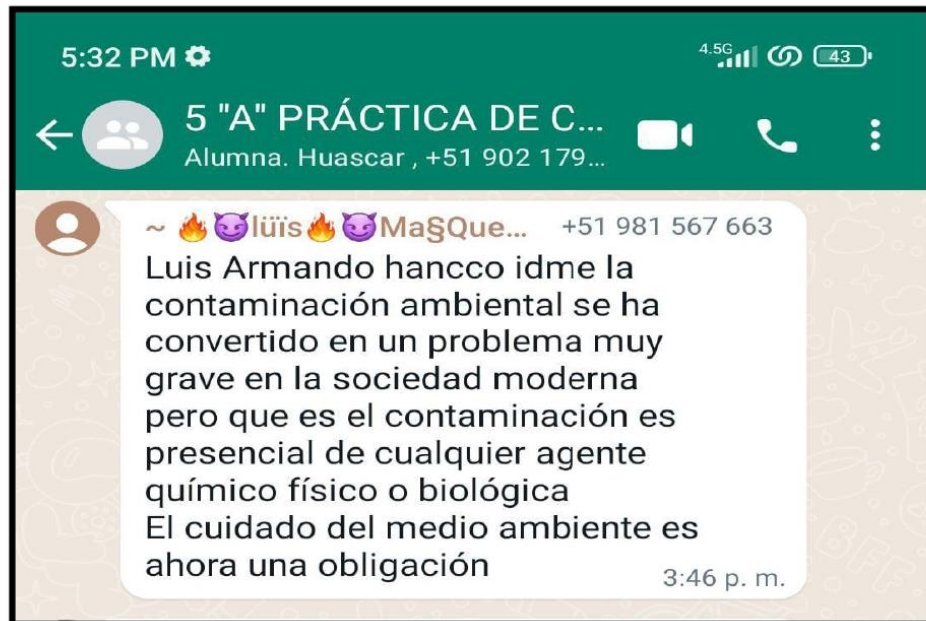 5:32 PM
4.5G 43
5 "A" PRÁCTICA DE C...
Alumna. Huascar , +51 902 179...
~ 🔥😈lüïs🔥😈Ma§Que... +51 981 567 663
Luis Armando hancco idme la
contaminación ambiental se ha
convertido en un problema muy
grave en la sociedad moderna
pero que es el contaminación es
presencial de cualquier agente
químico físico o biológica
El cuidado del medio ambiente es
ahora una obligación
3:46 p. m.